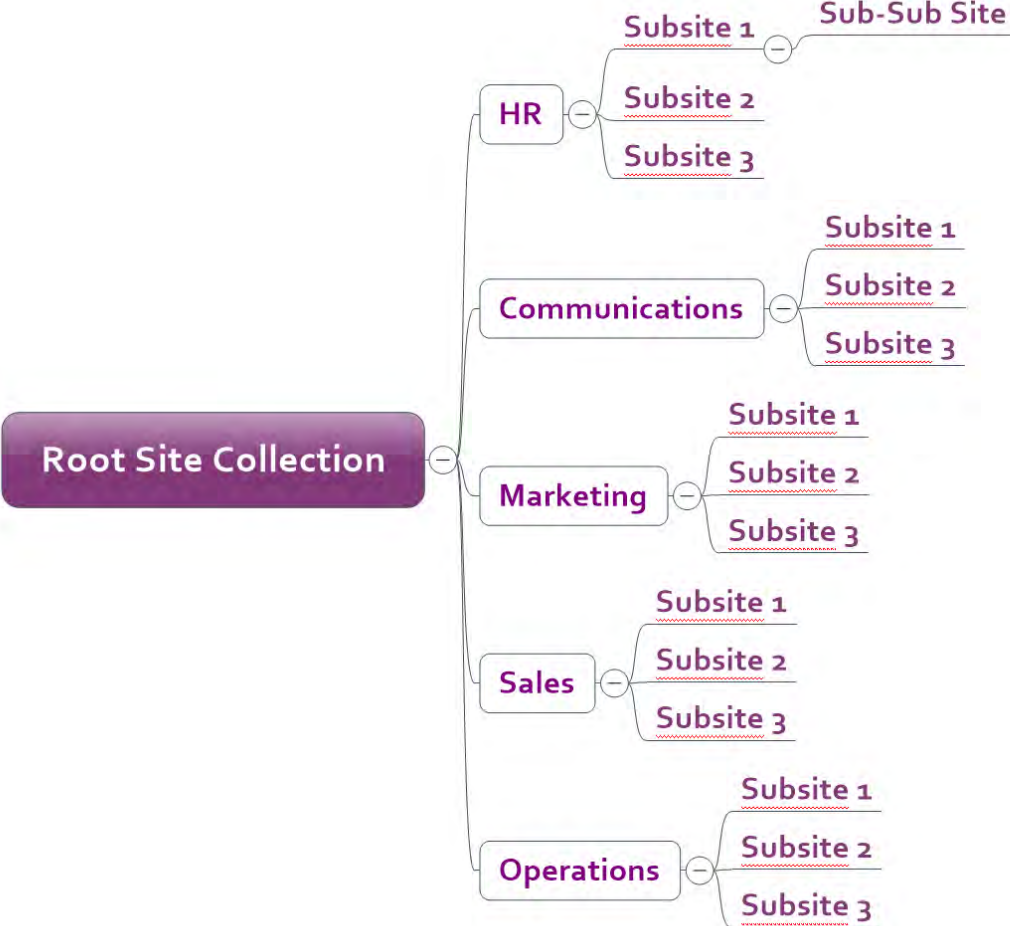 Root Site Collection
HR
Subsite 1
Sub-Sub Site
Subsite 2
Subsite 3
Communications
Subsite 1
Subsite 2
Subsite 3
Marketing
Subsite 1
Subsite 2
Subsite 3
Sales
Subsite 1
Subsite 2
Subsite 3
Operations
Subsite 1
Subsite 2
Subsite 3